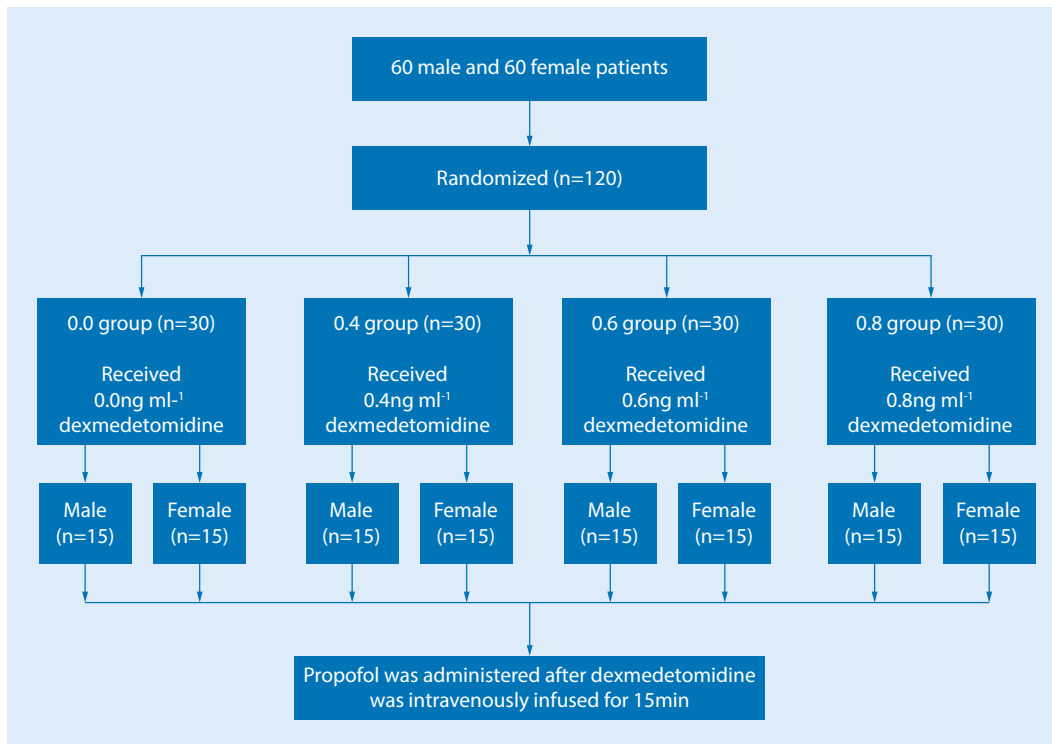 60 male and 60 female patients
Randomized (n=120)
0.0 group (n=30)
Received
0.0ng ml-¹
dexmedetomidine
0.4 group (n=30)
Received
0.4ng ml⁻¹
dexmedetomidine
0.6 group (n=30)
Received
0.6ng ml⁻¹
dexmedetomidine
0.8 group (n=30)
Received
0.8ng ml⁻¹
dexmedetomidine
Male
(n=15)
Female
(n=15)
Male
(n=15)
Female
(n=15)
Male
(n=15)
Female
(n=15)
Male
(n=15)
Female
(n=15)
Propofol was administered after dexmedetomidine
was intravenously infused for 15min